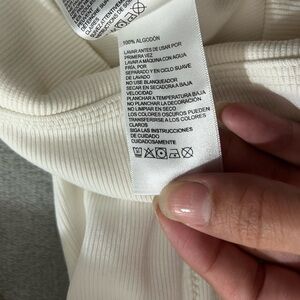 100% ALGODÓN
LAVAR ANTES DE USAR POR
PRIMERA VEZ
LAVAR A MÁQUINA CON AGUA
FRÍA, POR
SEPARADO Y EN CICLO SUAVE
DE LAVADO
NO USE BLANQUEADOR
SECAR EN SECADORA A BAJA
VELOCIDAD
PLANCHAR A TEMPERATURA BAJA
NO PLANCHAR LA DECORACIÓN
NO LIMPIAR EN SECO
LOS COLORES OSCUROS PUEDEN
TRANSFERIRSE A LOS COLORES
CLAROS
SIGA LAS INSTRUCCIONES
DE CUIDADO
CUIDADOSAMENTE